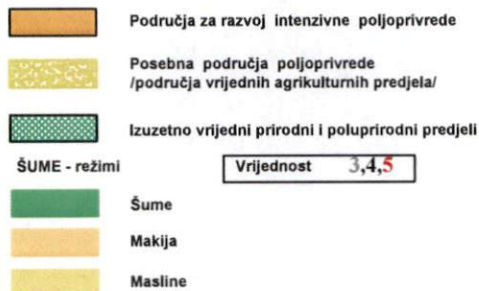 Područja za razvoj intenzivne poljoprivrede
Posebna područja poljoprivrede
/područja vrijednih agrikulturnih predjela/
Izuzetno vrijedni prirodni i poluprirodni predjeli
ŠUME - režimi
Vrijednost 3,4,5
Šume
Makija
Masline